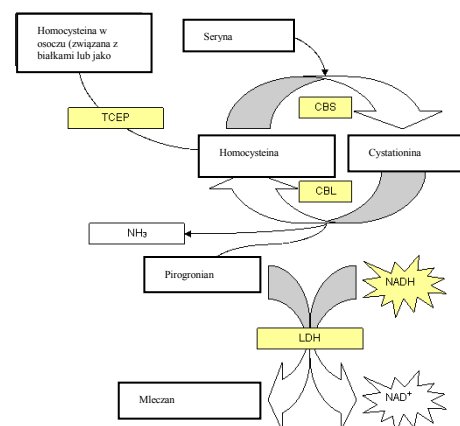 Homocysteina w
osoczu (związana z
białkami lub jako
Seryna
TCEP
CBS
Homocysteina
Cystationina
CBL
NH₃
Pirogronian
NADH
LDH
Mleczan
NAD⁺